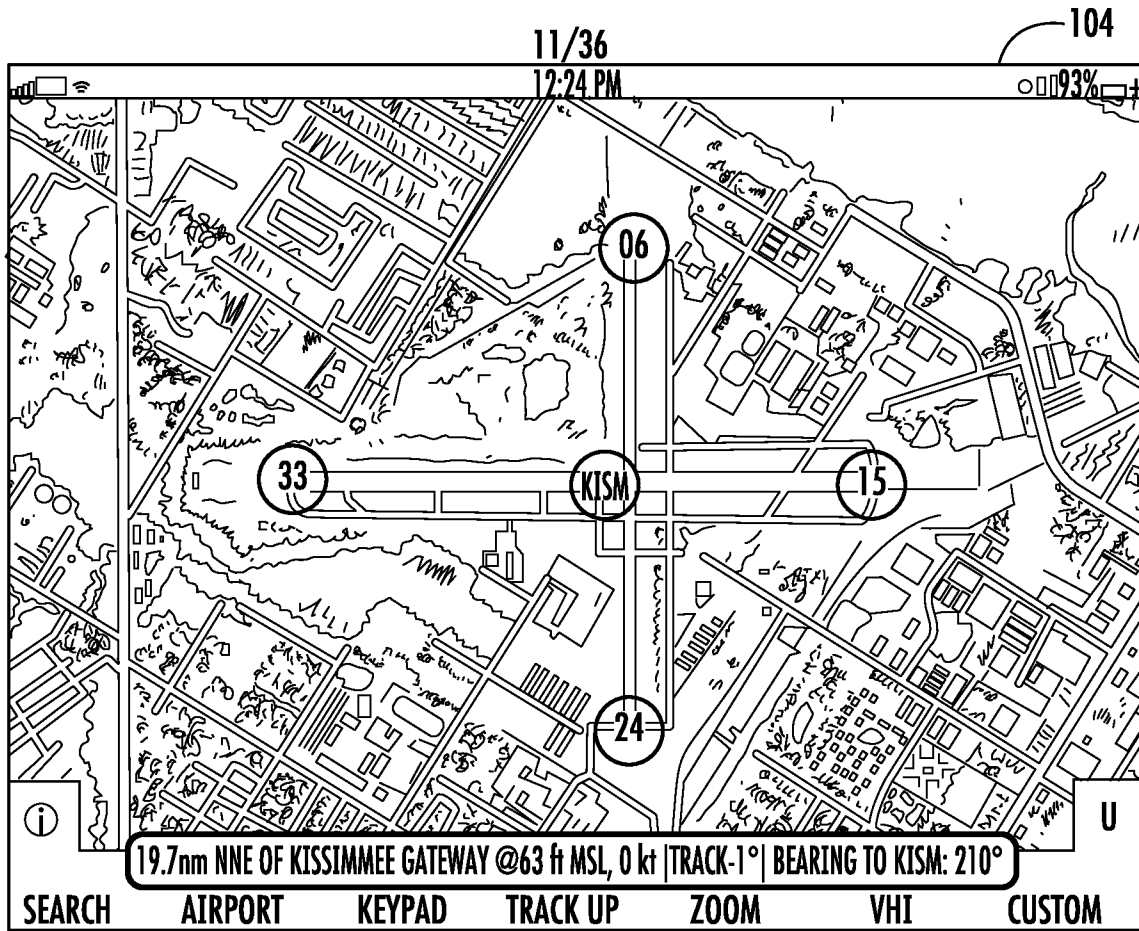 104
11/36
12:24 PM
93%
06
33
KISM
15
24
i
U
19.7nm NNE OF KISSIMMEE GATEWAY @63 ft MSL, 0 kt |TRACK-1°| BEARING TO KISM: 210°
SEARCH AIRPORT KEYPAD TRACK UP ZOOM VHI CUSTOM